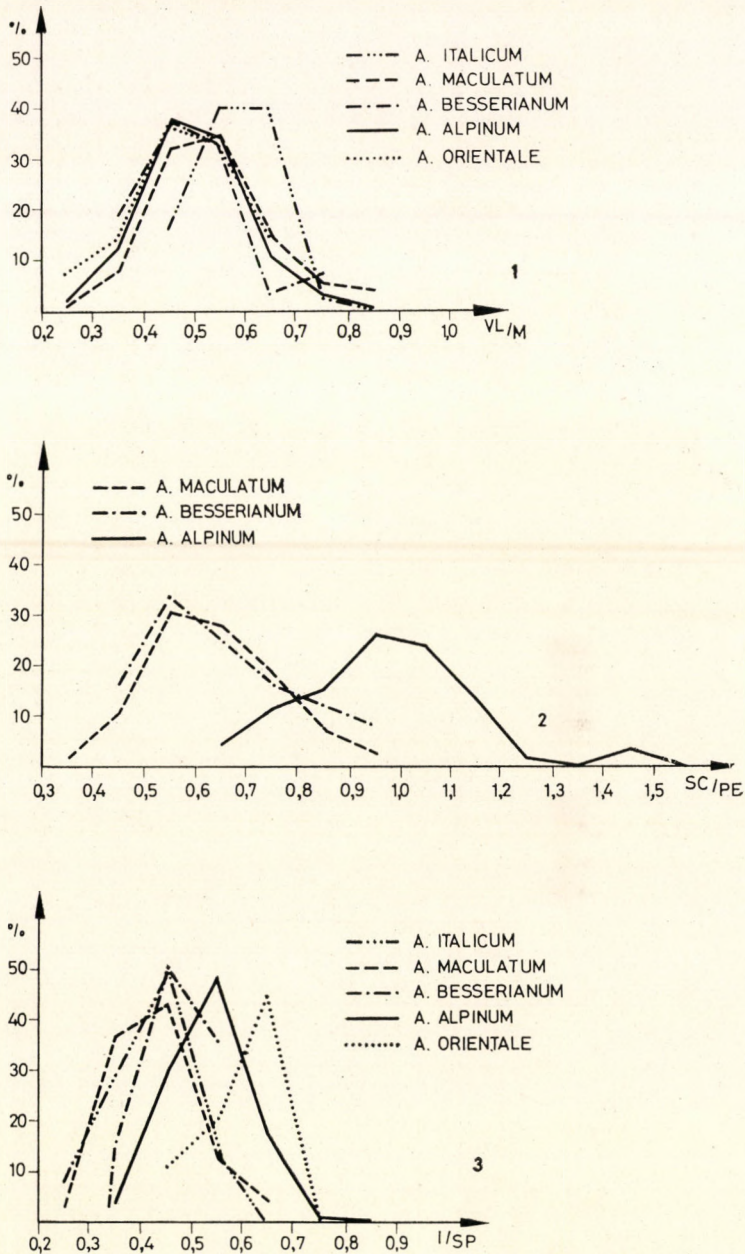 %
50
40
30
20
10
0,2 0,3 0,4 0,5 0,6 0,7 0,8 0,9 1,0 VL/M
A. ITALICUM
A. MACULATUM
A. BESSERIANUM
A. ALPINUM
A. ORIENTALE
1
%
50
40
30
20
10
0,3 0,4 0,5 0,6 0,7 0,8 0,9 1,0 1,1 1,2 1,3 1,4 1,5 SC/PE
A. MACULATUM
A. BESSERIANUM
A. ALPINUM
2
%
50
40
30
20
10
0,2 0,3 0,4 0,5 0,6 0,7 0,8 0,9 I/SP
A. ITALICUM
A. MACULATUM
A. BESSERIANUM
A. ALPINUM
A. ORIENTALE
3